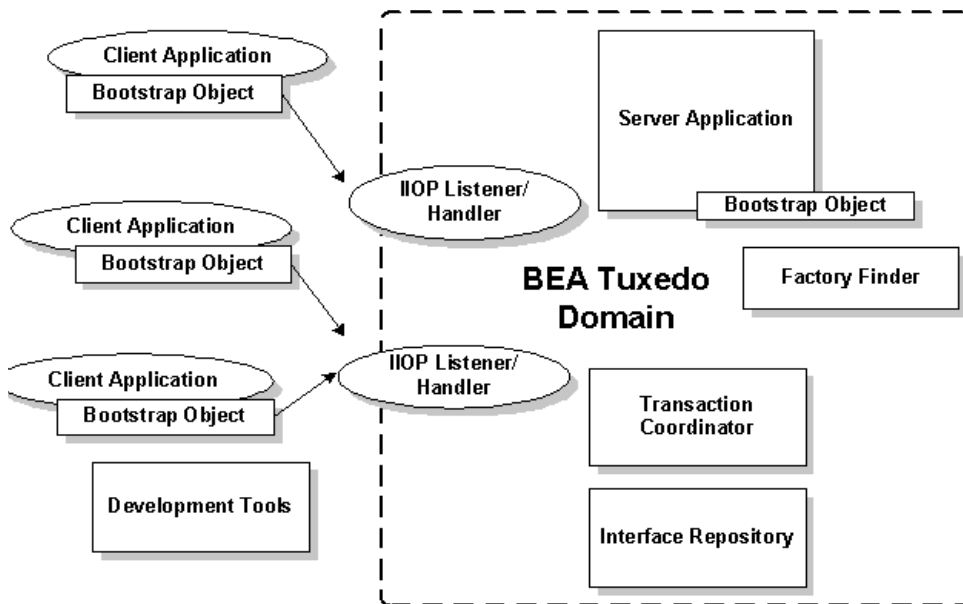 Client Application
Bootstrap Object
Server Application
IIOP Listener/
Handler
Bootstrap Object
Client Application
Bootstrap Object
BEA Tuxedo
Domain
Factory Finder
Client Application
Bootstrap Object
IIOP Listener/
Handler
Transaction
Coordinator
Development Tools
Interface Repository